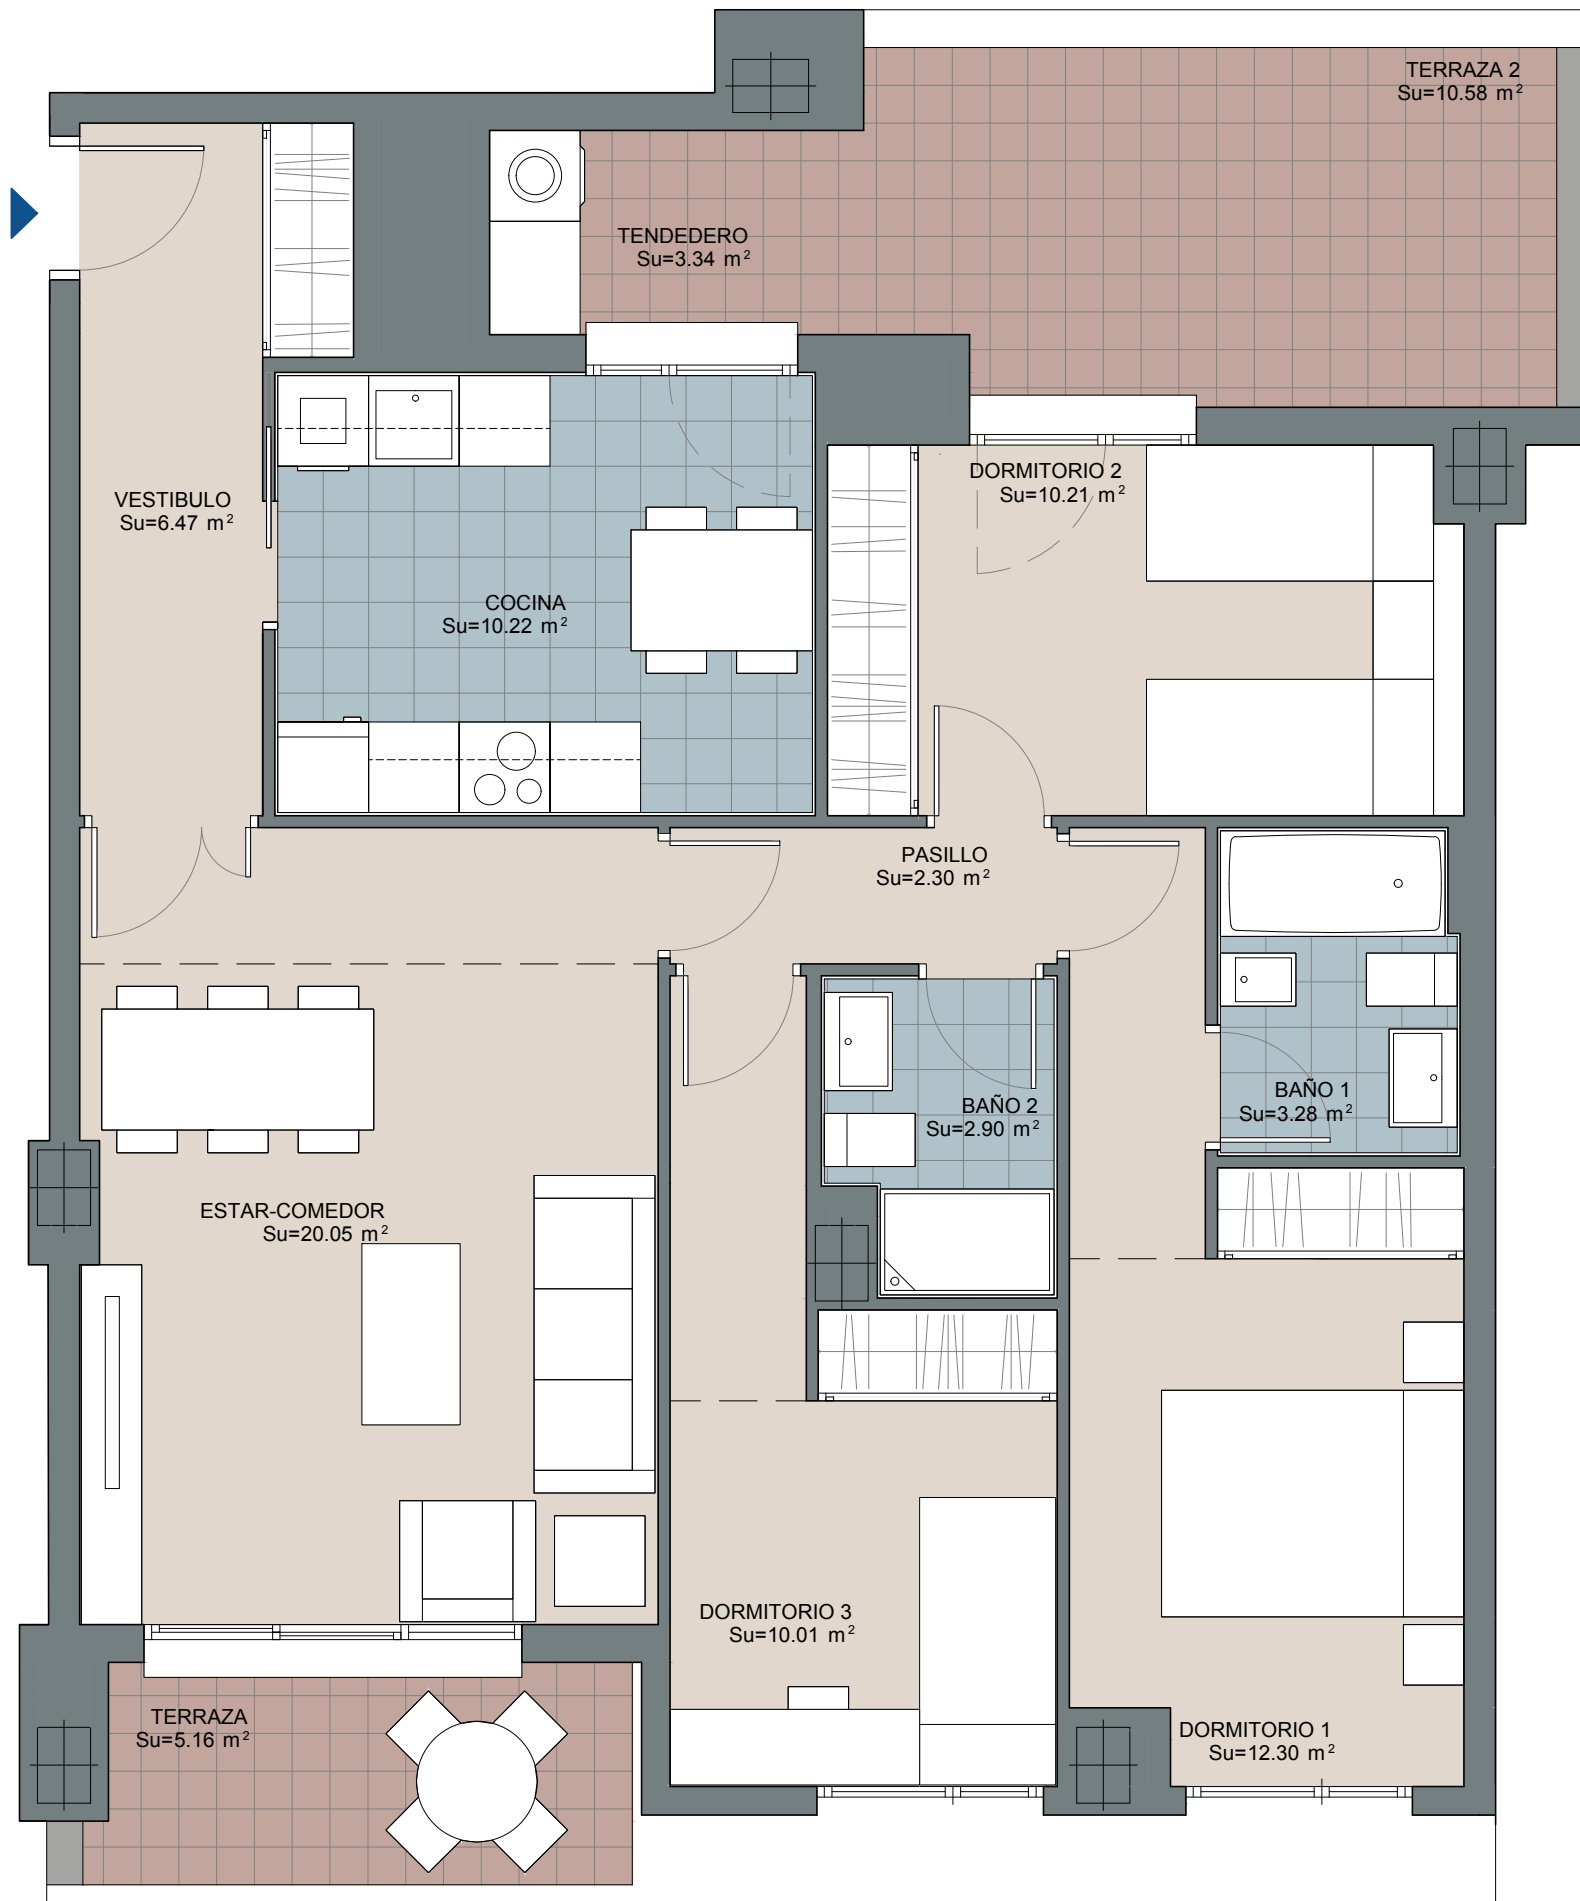 TERRAZA 2
Su=10.58 m²
TENDEDERO
Su=3.34 m²
DORMITORIO 2
Su=10.21 m²
VESTIBULO
Su=6.47 m²
COCINA
Su=10.22 m²
PASILLO
Su=2.30 m²
BAÑO 1
Su=3.28 m²
BAÑO 2
Su=2.90 m²
ESTAR-COMEDOR
Su=20.05 m²
DORMITORIO 3
Su=10.01 m²
TERRAZA
Su=5.16 m²
DORMITORIO 1
Su=12.30 m²